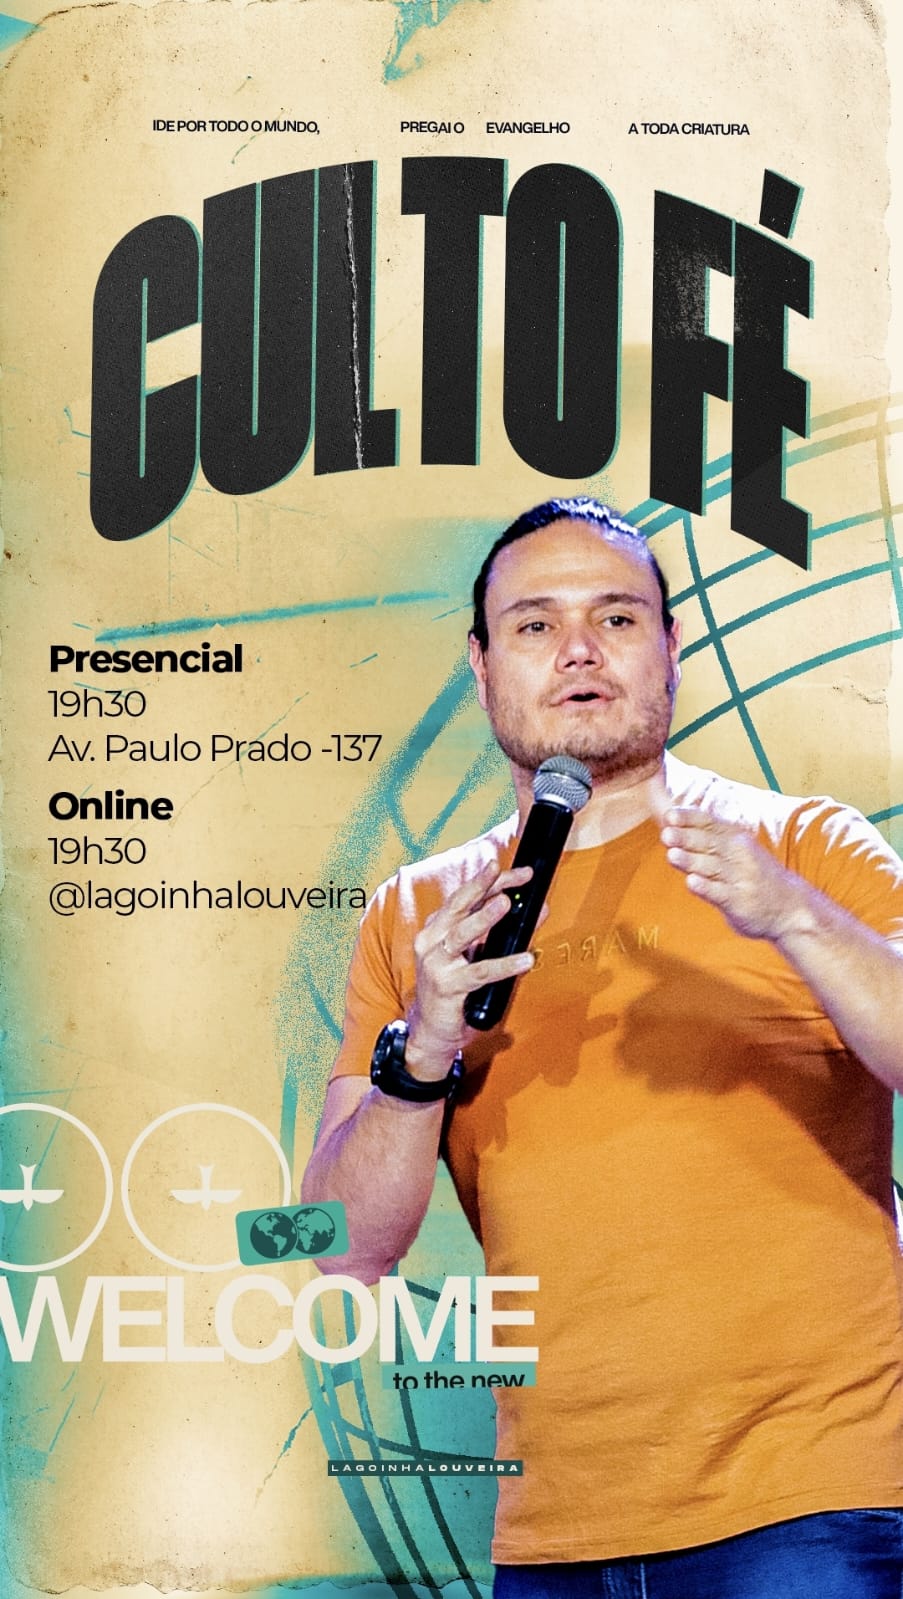 IDE POR TODO O MUNDO, PREGAI O EVANGELHO A TODA CRIATURA
CULTO FÉ
Presencial
19h30
Av. Paulo Prado -137
Online
19h30
@lagoinhalouveira
WELCOME
to the new
LAGOINHALOUVEIRA